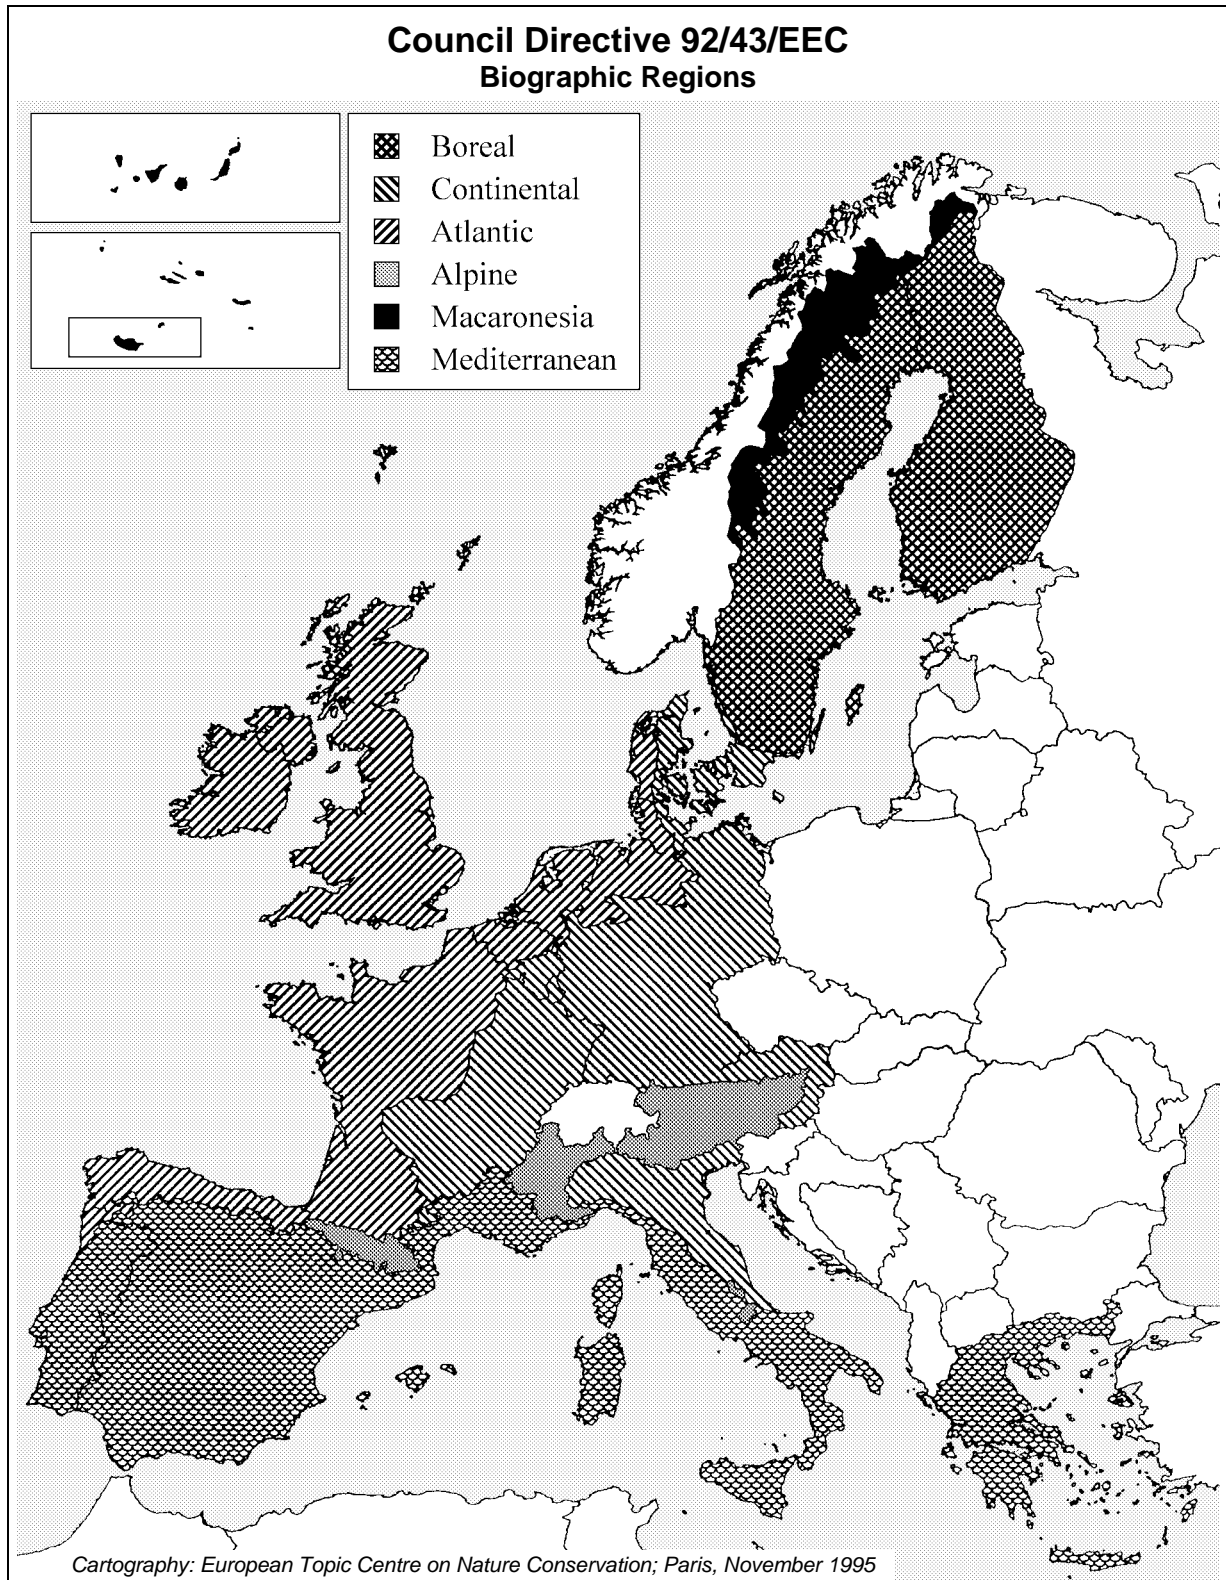 Council Directive 92/43/EEC
Biographic Regions
Boreal
Continental
Atlantic
Alpine
Macaronesia
Mediterranean
Cartography: European Topic Centre on Nature Conservation; Paris, November 1995